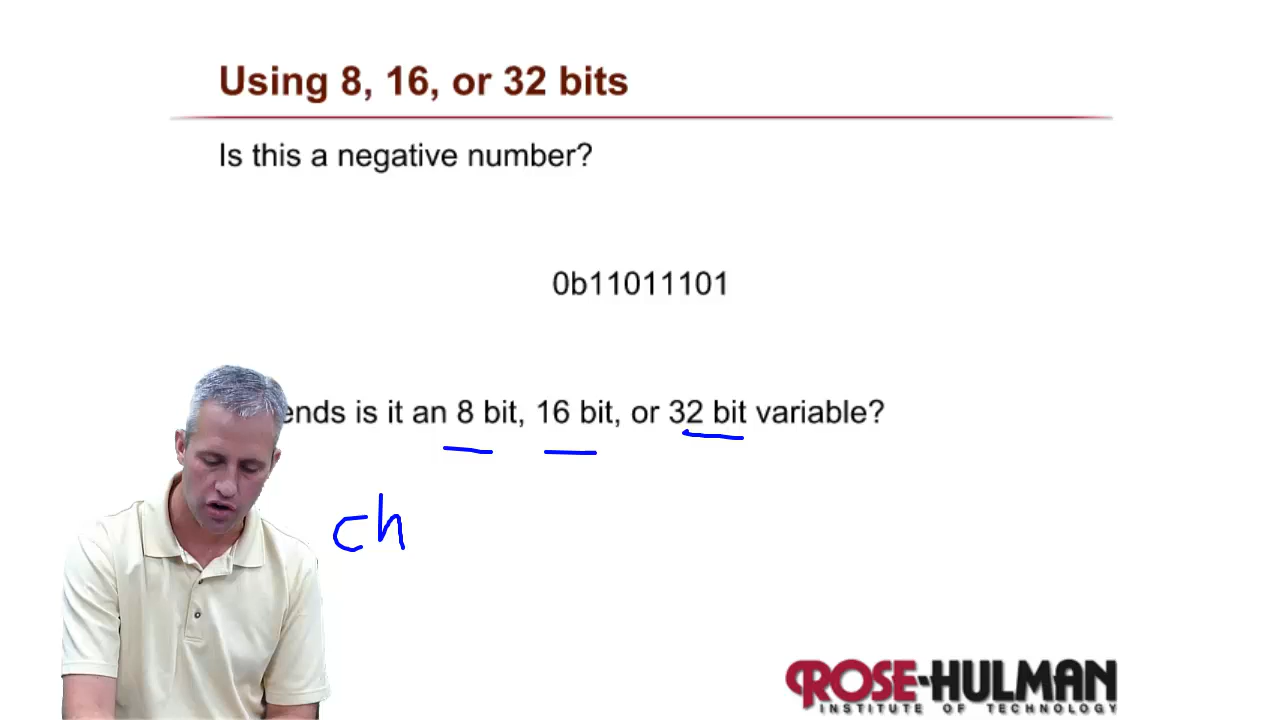 Using 8, 16, or 32 bits
Is this a negative number?
0b11011101
ends is it an 8 bit, 16 bit, or 32 bit variable?
ch
ROSE-HULMAN
INSTITUTE OF TECHNOLOGY